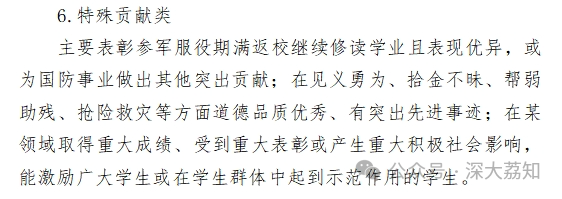 6.特殊贡献类
主要表彰参军服役期满返校继续修读学业且表现优异，或
为国防事业做出其他突出贡献；在见义勇为、拾金不昧、帮弱
助残、抢险救灾等方面道德品质优秀、有突出先进事迹；在某
领域取得重大成绩、受到重大表彰或产生重大积极社会影响，
能激励广大学生或在学生群体中起到示范作用的学生。
公众号·深大荔知